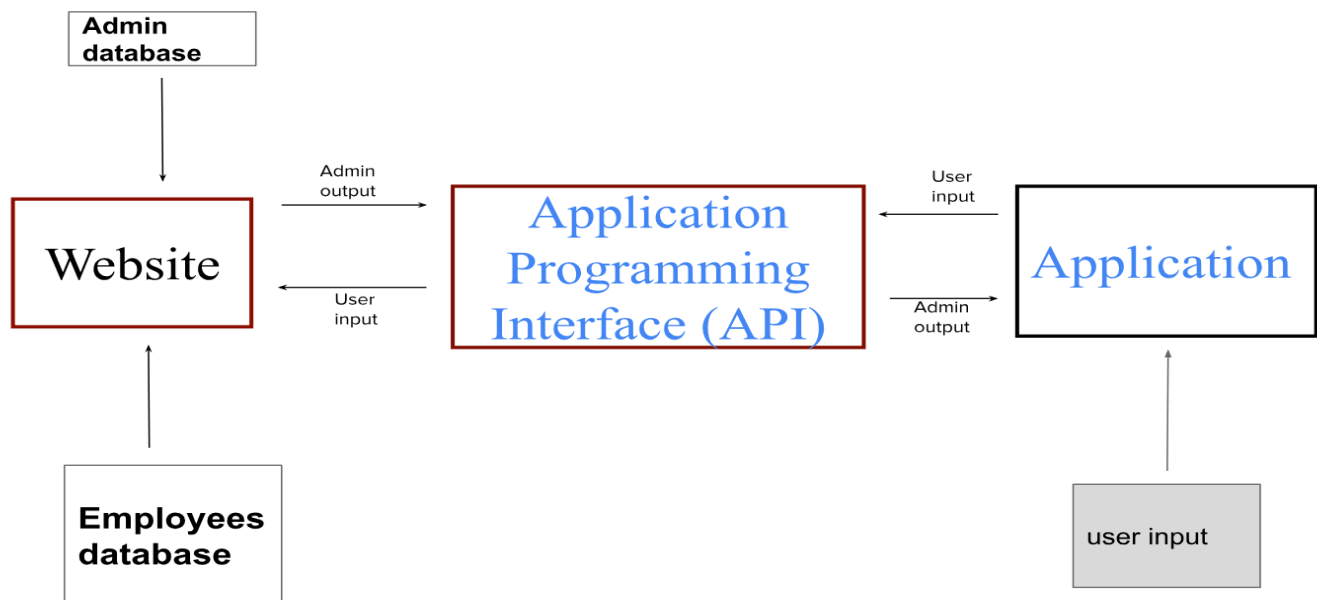 Admin
database
Admin
output
User
input
Website
Application
Programming
Interface (API)
Application
User
input
Admin
output
Employees
database
user input